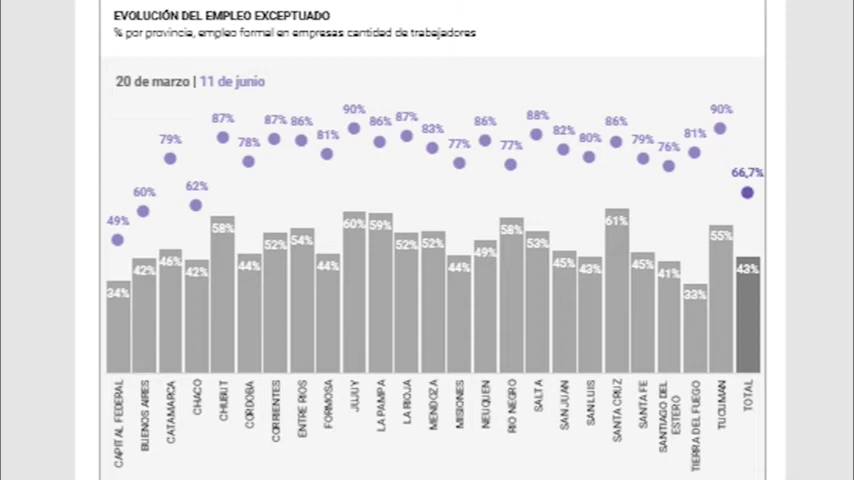 EVOLUCIÓN DEL EMPLEO EXCEPTUADO
% por provincia, empleo formal en empresas cantidad de trabajadores
20 de marzo | 11 de junio
49% 60% 79% 62% 87% 78% 87% 86% 81% 90% 86% 87% 83% 77% 86% 77% 88% 82% 80% 86% 79% 76% 81% 90% 66,7%
34% 42% 46% 42% 58% 44% 52% 54% 44% 60% 59% 52% 52% 44% 49% 58% 53% 45% 43% 61% 45% 41% 33% 55% 43%
CAPITAL FEDERAL
BUENOS AIRES
CATAMARCA
CHACO
CHUBUT
CORDOBA
CORRIENTES
ENTRE RIOS
FORMOSA
JUJUY
LA PAMPA
LA RIOJA
MENDOZA
MISIONES
NEUQUEN
RIO NEGRO
SALTA
SAN JUAN
SAN LUIS
SANTA CRUZ
SANTA FE
SANTIAGO DEL
ESTERO
TIERRA DEL FUEGO
TUCUMAN
TOTAL